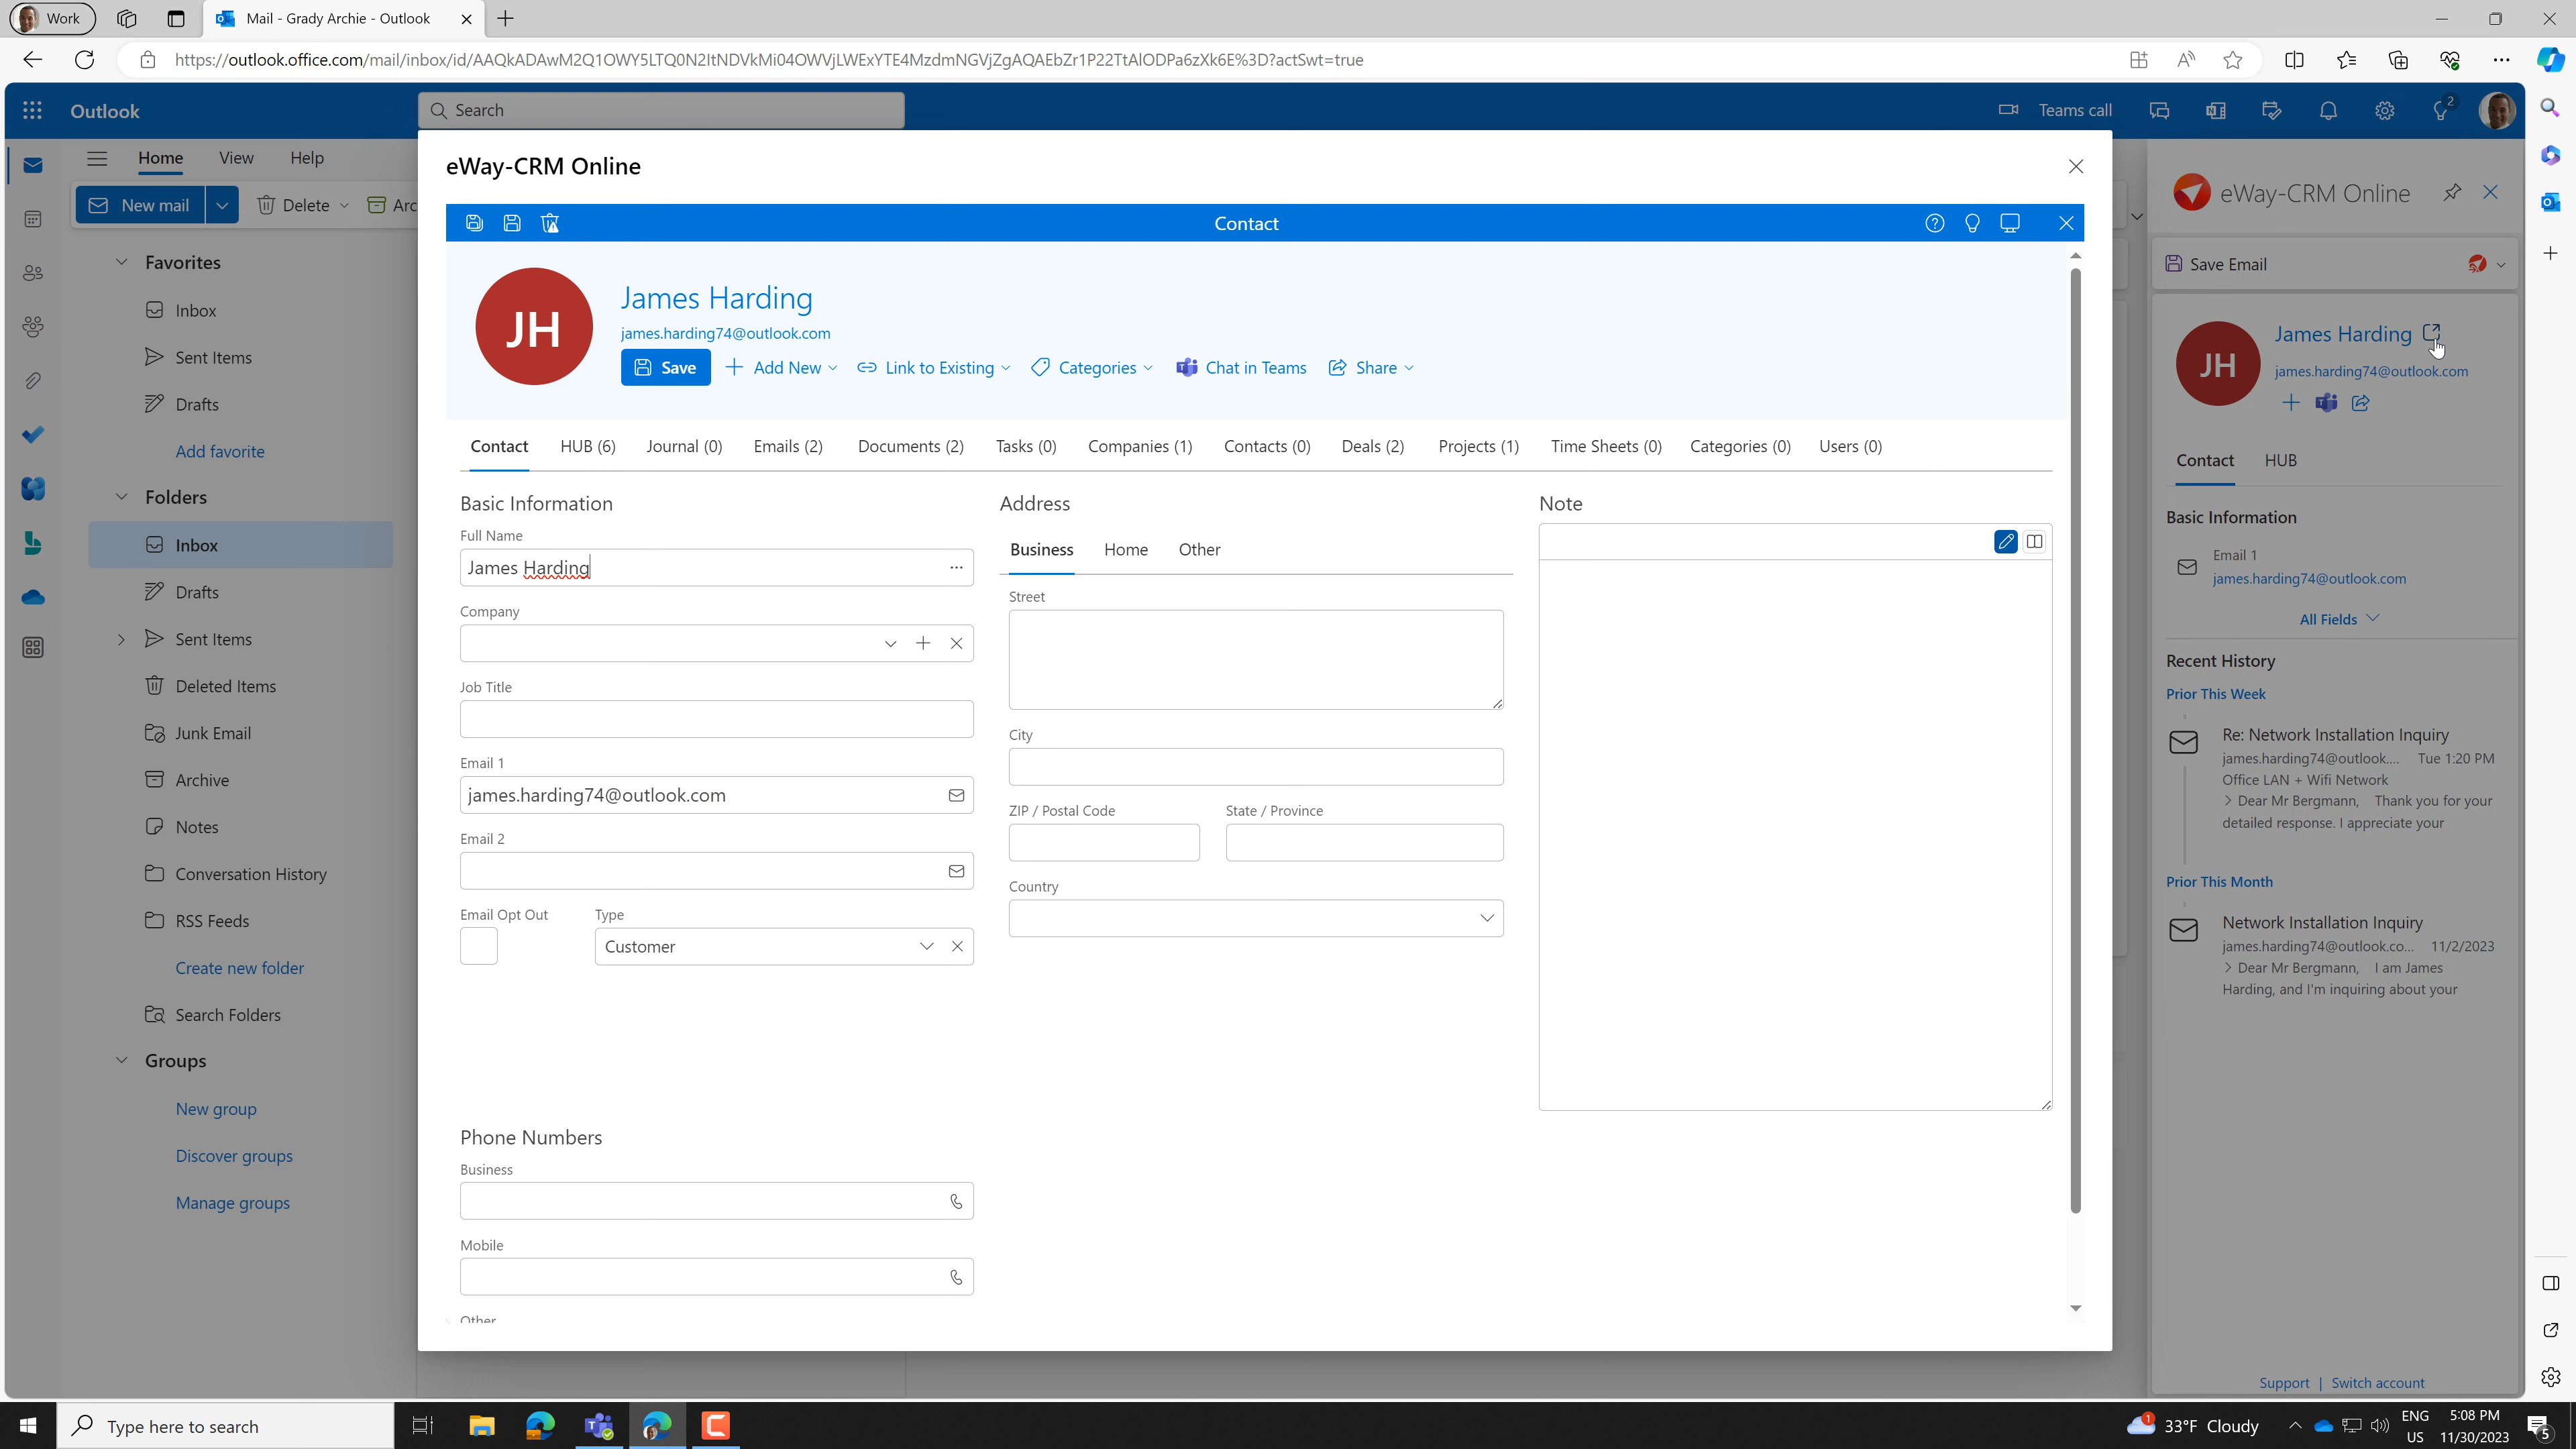 Work
Mail - Grady Archie - Outlook
https://outlook.office.com/mail/inbox/id/AAQkADAwM2Q1OWY5LTQ0N2ItNDVkMi04OWVjLWExYTE4MzdmNGVjZgAQAEbZr1P22TtAlODPa6zXk6E%3D?actSwt=true
Outlook
Search
Teams call
2
Home
View
Help
New mail
Delete
Arc
Favorites
Inbox
Sent Items
Drafts
Add favorite
Folders
Inbox
Drafts
Sent Items
Deleted Items
Junk Email
Archive
Notes
Conversation History
RSS Feeds
Create new folder
Search Folders
Groups
New group
Discover groups
Manage groups
eWay-CRM Online
Contact
JH
James Harding
james.harding74@outlook.com
Save
Add New
Link to Existing
Categories
Chat in Teams
Share
Contact
HUB (6)
Journal (0)
Emails (2)
Documents (2)
Tasks (0)
Companies (1)
Contacts (0)
Deals (2)
Projects (1)
Time Sheets (0)
Categories (0)
Users (0)
Basic Information
Full Name
James Harding
Company
Job Title
Email 1
james.harding74@outlook.com
Email 2
Email Opt Out
Type
Customer
Phone Numbers
Business
Mobile
Other
Address
Business
Home
Other
Street
City
ZIP / Postal Code
State / Province
Country
Note
eWay-CRM Online
Save Email
JH
James Harding
james.harding74@outlook.com
Contact
HUB
Basic Information
Email 1
james.harding74@outlook.com
All Fields
Recent History
Prior This Week
Re: Network Installation Inquiry
james.harding74@outlook.... Tue 1:20 PM
Office LAN + Wifi Network
> Dear Mr Bergmann, Thank you for your
detailed response. I appreciate your
Prior This Month
Network Installation Inquiry
james.harding74@outlook.co... 11/2/2023
> Dear Mr Bergmann, I am James
Harding, and I'm inquiring about your
Support | Switch account
Type here to search
1
33°F Cloudy
ENG
US
5:08 PM
11/30/2023
5